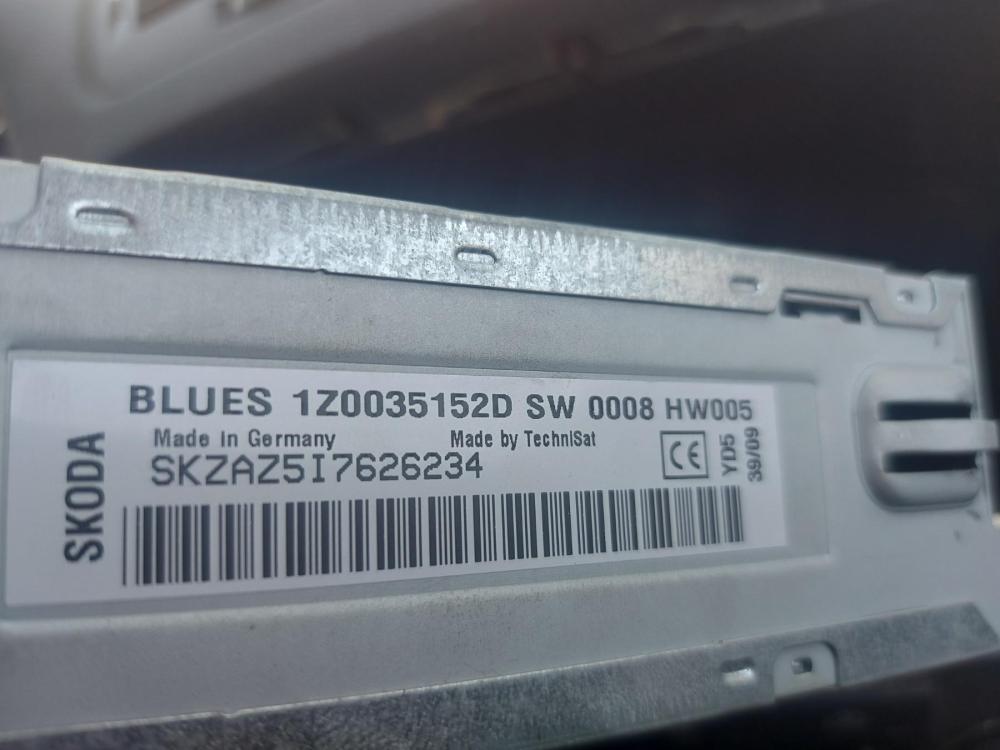 SKODA
BLUES 1Z0035152D SW 0008 HW005
Made in Germany Made by TechniSat
SKZAZ5I7626234
CE
YD5
39/09